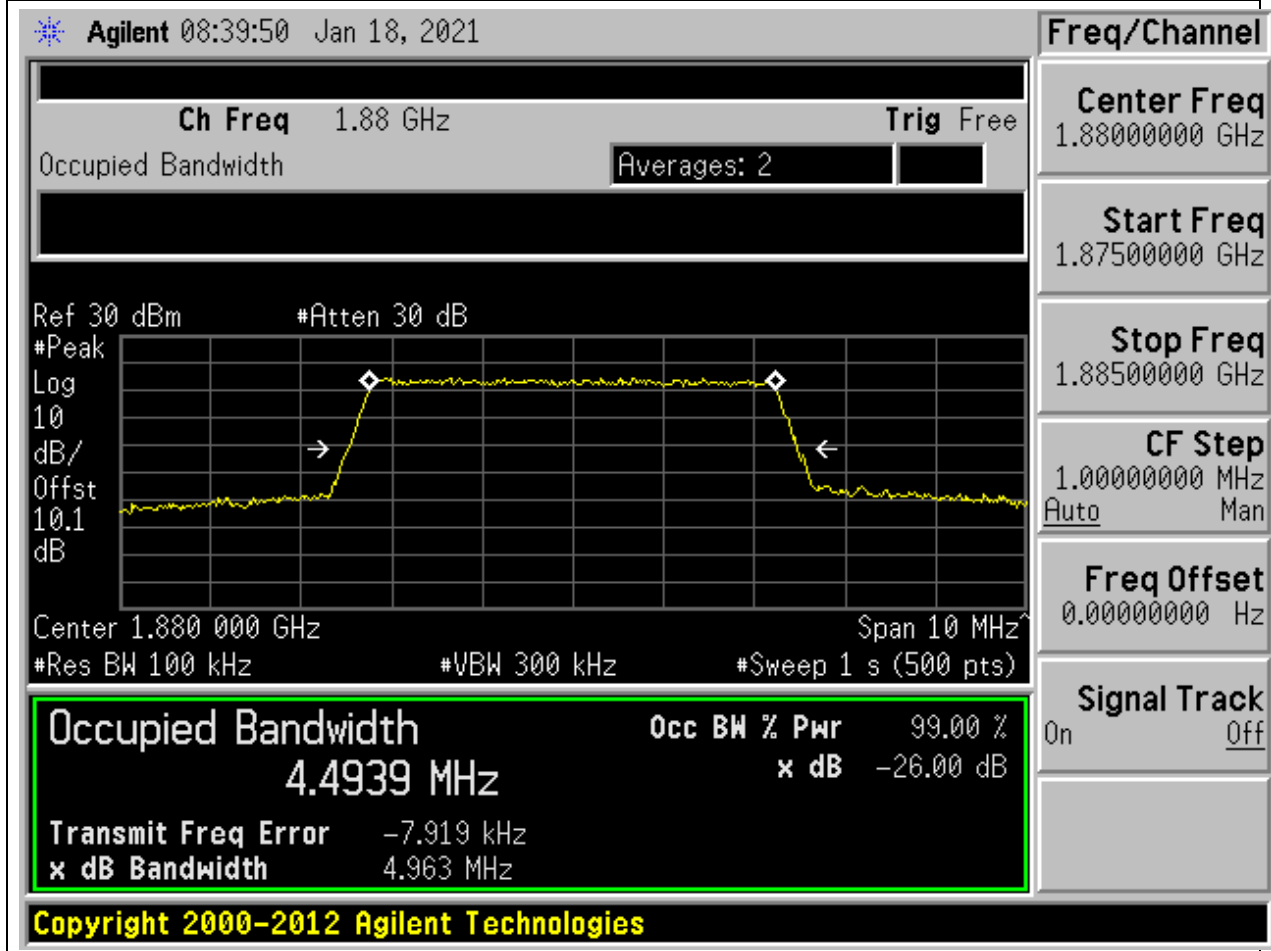 Agilent 08:39:50 Jan 18, 2021
Freq/Channel
Ch Freq 1.88 GHz Trig Free
Occupied Bandwidth Averages: 2
Ref 30 dBm #Atten 30 dB
#Peak
Log
10
dB/
Offst
10.1
dB
Center 1.880 000 GHz Span 10 MHz^
#Res BW 100 kHz #VBW 300 kHz #Sweep 1 s (500 pts)
Occupied Bandwidth Occ BW % Pwr 99.00 %
4.4939 MHz x dB -26.00 dB
Transmit Freq Error -7.919 kHz
x dB Bandwidth 4.963 MHz
Copyright 2000-2012 Agilent Technologies
Center Freq
1.88000000 GHz
Start Freq
1.87500000 GHz
Stop Freq
1.88500000 GHz
CF Step
1.00000000 MHz
Auto Man
Freq Offset
0.00000000 Hz
Signal Track
On Off